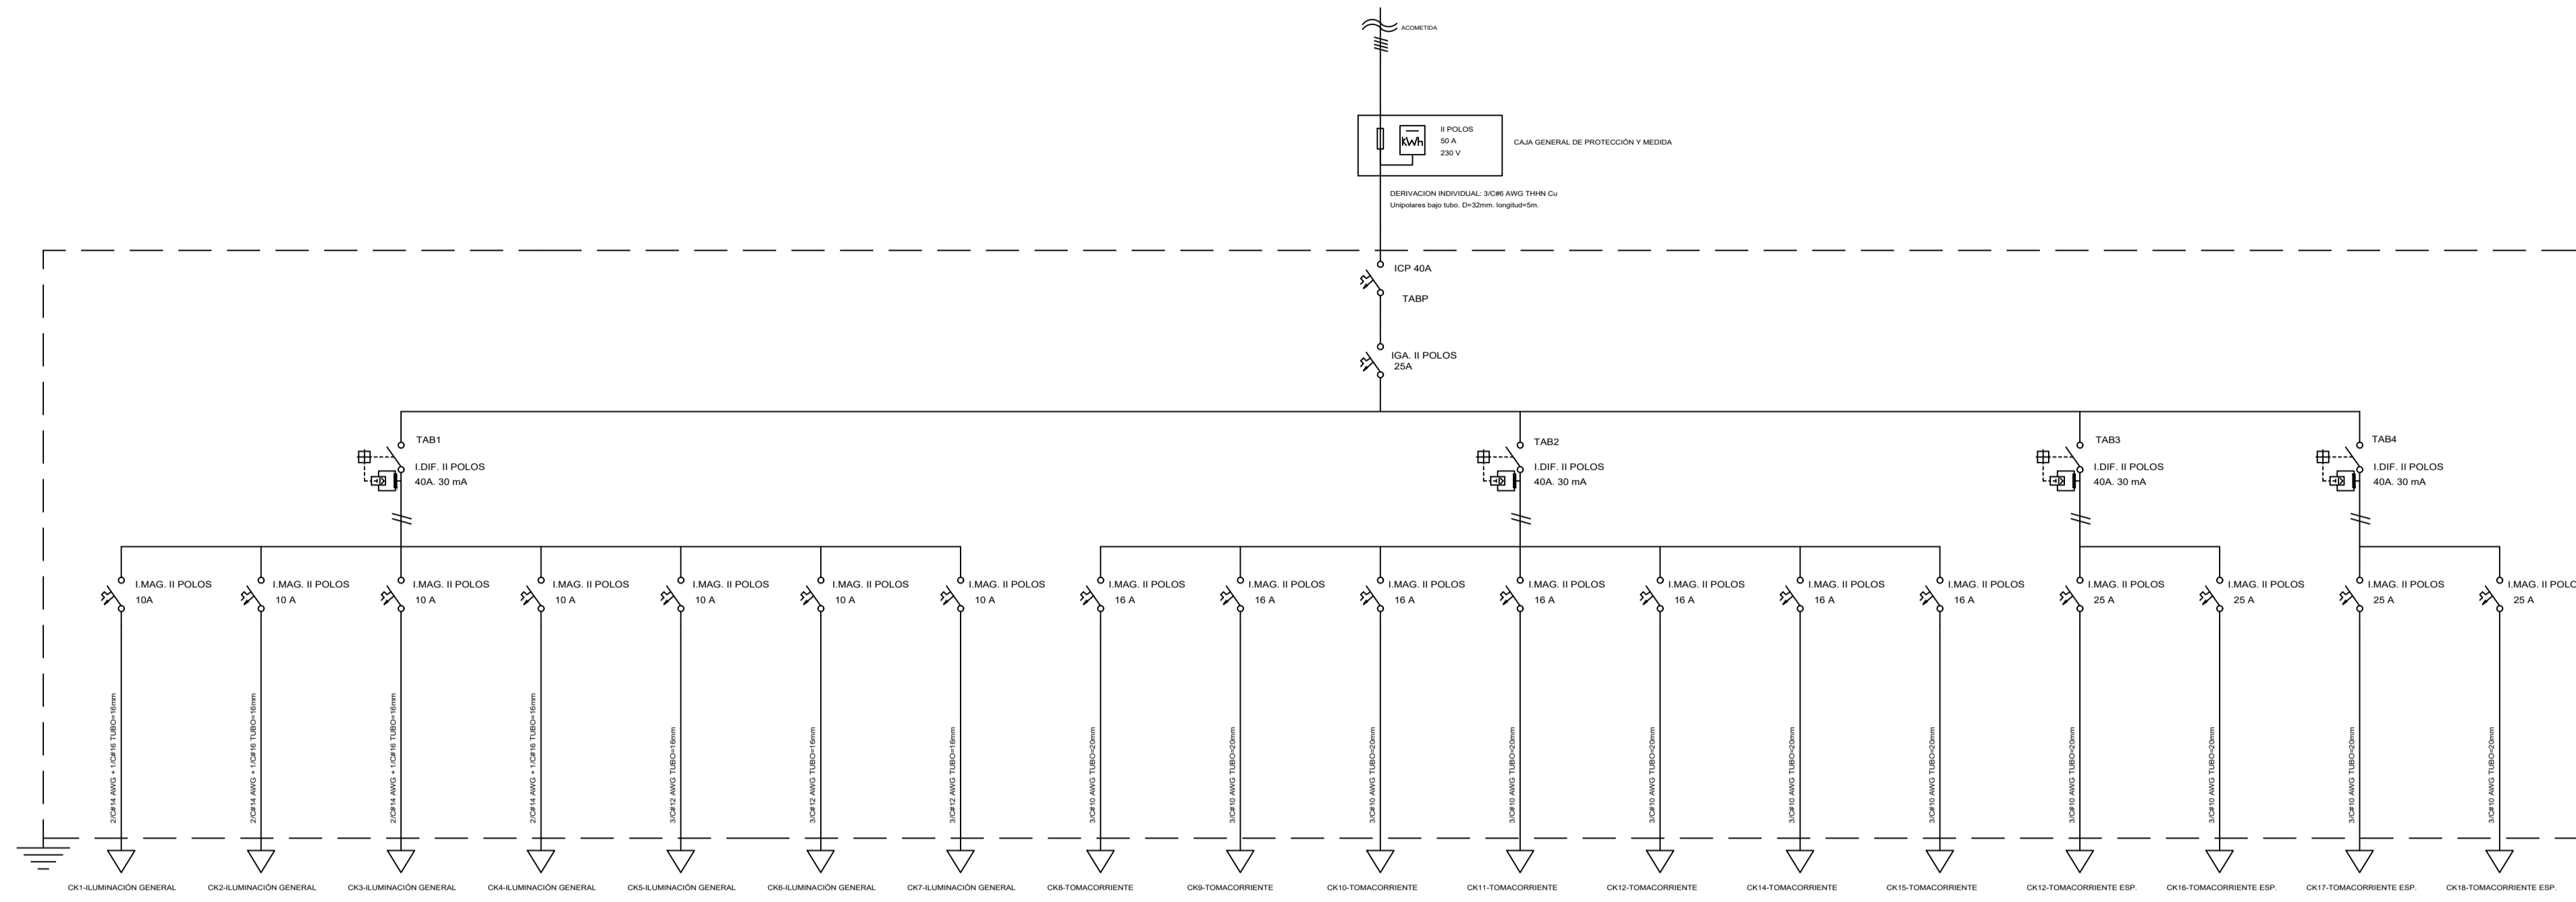 ACOMETIDA
KWh
II POLOS
50 A
230 V
CAJA GENERAL DE PROTECCIÓN Y MEDIDA
DERIVACION INDIVIDUAL: 3/C#6 AWG THHN Cu
Unipolares bajo tubo. D=32mm. longitud=5m.
ICP 40A
TABP
IGA. II POLOS
25A
TAB1
I.DIF. II POLOS
40A. 30 mA
TAB2
I.DIF. II POLOS
40A. 30 mA
TAB3
I.DIF. II POLOS
40A. 30 mA
TAB4
I.DIF. II POLOS
40A. 30 mA
I.MAG. II POLOS
10A
I.MAG. II POLOS
10 A
I.MAG. II POLOS
10 A
I.MAG. II POLOS
10 A
I.MAG. II POLOS
10 A
I.MAG. II POLOS
10 A
I.MAG. II POLOS
10 A
I.MAG. II POLOS
16 A
I.MAG. II POLOS
16 A
I.MAG. II POLOS
16 A
I.MAG. II POLOS
16 A
I.MAG. II POLOS
16 A
I.MAG. II POLOS
16 A
I.MAG. II POLOS
16 A
I.MAG. II POLOS
25 A
I.MAG. II POLOS
25 A
I.MAG. II POLOS
25 A
I.MAG. II POLO
25 A
2/C#14 AWG + 1/C#16 TUBO=16mm
2/C#14 AWG + 1/C#16 TUBO=16mm
2/C#14 AWG + 1/C#16 TUBO=16mm
2/C#14 AWG + 1/C#16 TUBO=16mm
3/C#12 AWG TUBO=16mm
3/C#12 AWG TUBO=16mm
3/C#12 AWG TUBO=16mm
3/C#10 AWG TUBO=20mm
3/C#10 AWG TUBO=20mm
3/C#10 AWG TUBO=20mm
3/C#10 AWG TUBO=20mm
3/C#10 AWG TUBO=20mm
3/C#10 AWG TUBO=20mm
3/C#10 AWG TUBO=20mm
3/C#10 AWG TUBO=20mm
3/C#10 AWG TUBO=20mm
3/C#10 AWG TUBO=20mm
3/C#10 AWG TUBO=20mm
CK1-ILUMINACIÓN GENERAL
CK2-ILUMINACIÓN GENERAL
CK3-ILUMINACIÓN GENERAL
CK4-ILUMINACIÓN GENERAL
CK5-ILUMINACIÓN GENERAL
CK6-ILUMINACIÓN GENERAL
CK7-ILUMINACIÓN GENERAL
CK8-TOMACORRIENTE
CK9-TOMACORRIENTE
CK10-TOMACORRIENTE
CK11-TOMACORRIENTE
CK12-TOMACORRIENTE
CK14-TOMACORRIENTE
CK15-TOMACORRIENTE
CK12-TOMACORRIENTE ESP.
CK16-TOMACORRIENTE ESP.
CK17-TOMACORRIENTE ESP.
CK18-TOMACORRIENTE ESP.